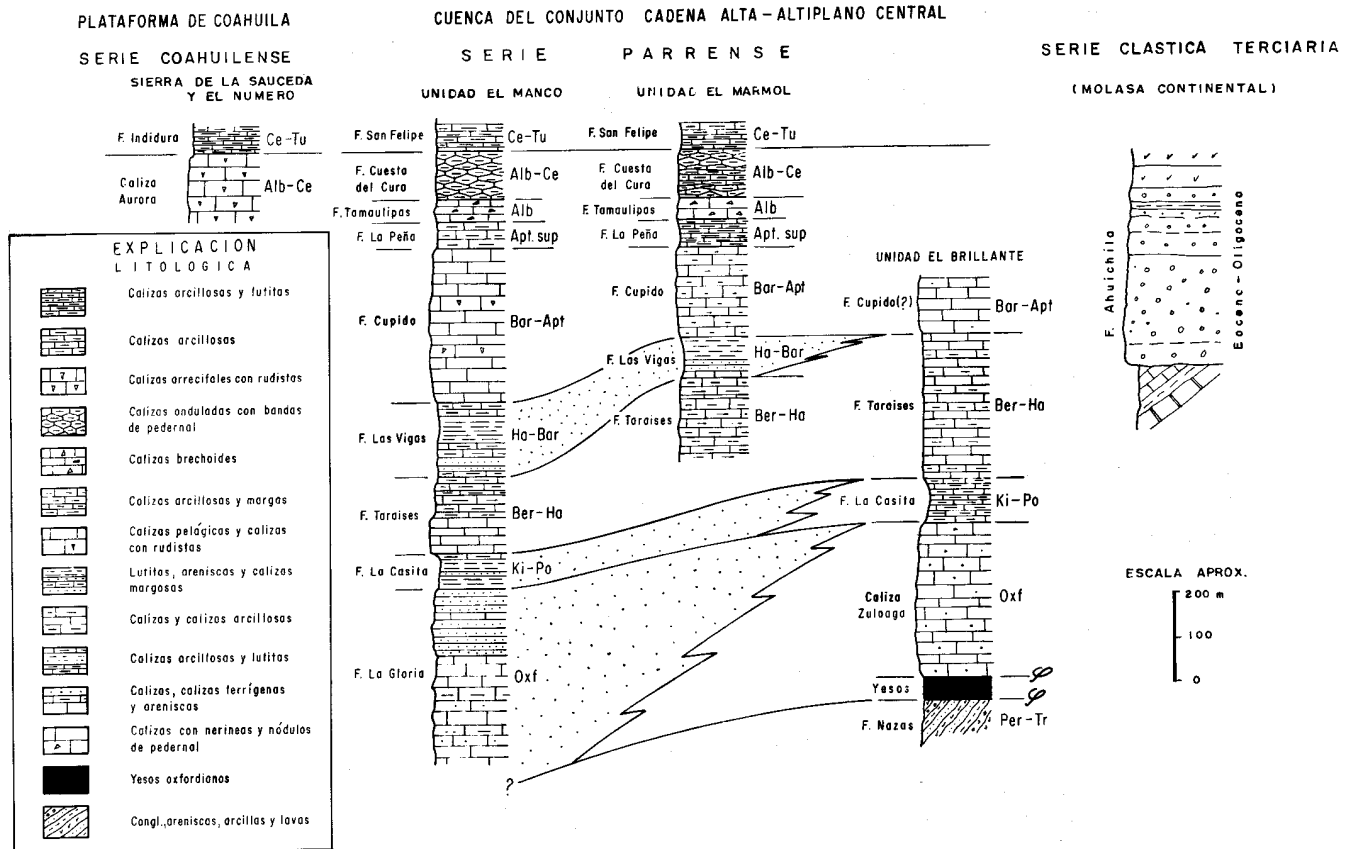 PLATAFORMA DE COAHUILA
SERIE COAHUILENSE
SIERRA DE LA SAUCEDA
Y EL NUMERO
F. Indidura
Ce-Tu
Caliza
Aurora
Alb-Ce
CUENCA DEL CONJUNTO CADENA ALTA-ALTIPLANO CENTRAL
SERIE PARRENSE
UNIDAD EL MANCO
F. San Felipe
Ce-Tu
F. Cuesta
del Cura
Alb-Ce
F. Tamaulipas
Alb
F. La Peña
Apt. sup
F. Cupido
Bar-Apt
F. Las Vigas
Ha-Bar
F. Taraises
Ber-Ha
F. La Casita
Ki-Po
F. La Gloria
Oxf
?
UNIDAD EL MARMOL
F. San Felipe
Ce-Tu
F. Cuesta
del Cura
Alb-Ce
F. Tamaulipas
Alb
F. La Peña
Apt. sup
F. Cupido
Bar-Apt
F. Las Vigas
Ha-Bar
F. Taraises
Ber-Ha
UNIDAD EL BRILLANTE
F. Cupido(?)
Bar-Apt
F. Taraises
Ber-Ha
F. La Casita
Ki-Po
Caliza
Zuloaga
Oxf
Yesos
F. Nazas
Per-Tr
SERIE CLASTICA TERCIARIA
(MOLASA CONTINENTAL)
F. Ahuichila
Eoceno-Oligoceno
ESCALA APROX.
200 m
100
0
EXPLICACION
LITOLOGICA
Calizas arcillosas y lutitas
Calizas arcillosas
Calizas arrecifales con rudistas
Calizas onduladas con bandas
de pedernal
Calizas brechoides
Calizas arcillosas y margas
Calizas pelágicas y calizas
con rudistas
Lutitas, areniscas y calizas
margosas
Calizas y calizas arcillosas
Calizas arcillosas y lutitas
Calizas, calizas terrígenas
y areniscas
Calizas con nerineas y nódulos
de pedernal
Yesos oxfordianos
Congl., areniscas, arcillas y lavas